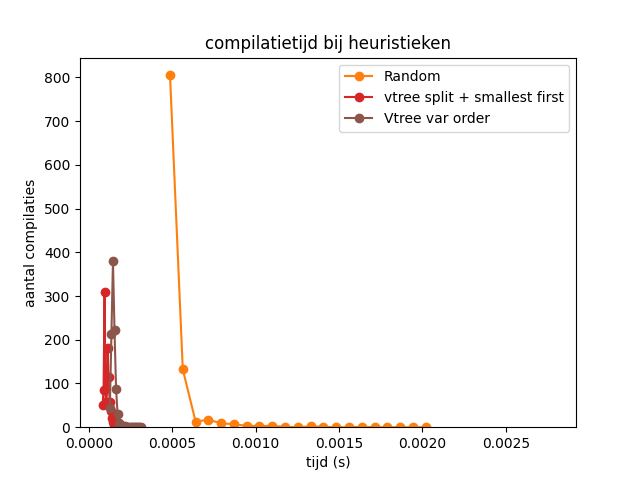 compilatietijd bij heuristieken
Random
vtree split + smallest first
Vtree var order
aantal compilaties
800
700
600
500
400
300
200
100
0
0.0000
0.0005
0.0010
0.0015
0.0020
0.0025
tijd (s)